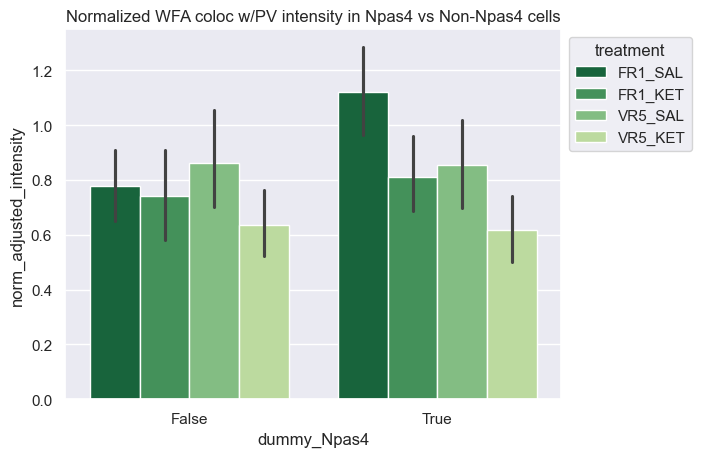 Normalized WFA coloc w/PV intensity in Npas4 vs Non-Npas4 cells
treatment
FR1_SAL
FR1_KET
VR5_SAL
VR5_KET
norm_adjusted_intensity
1.2
1.0
0.8
0.6
0.4
0.2
0.0
False
True
dummy_Npas4